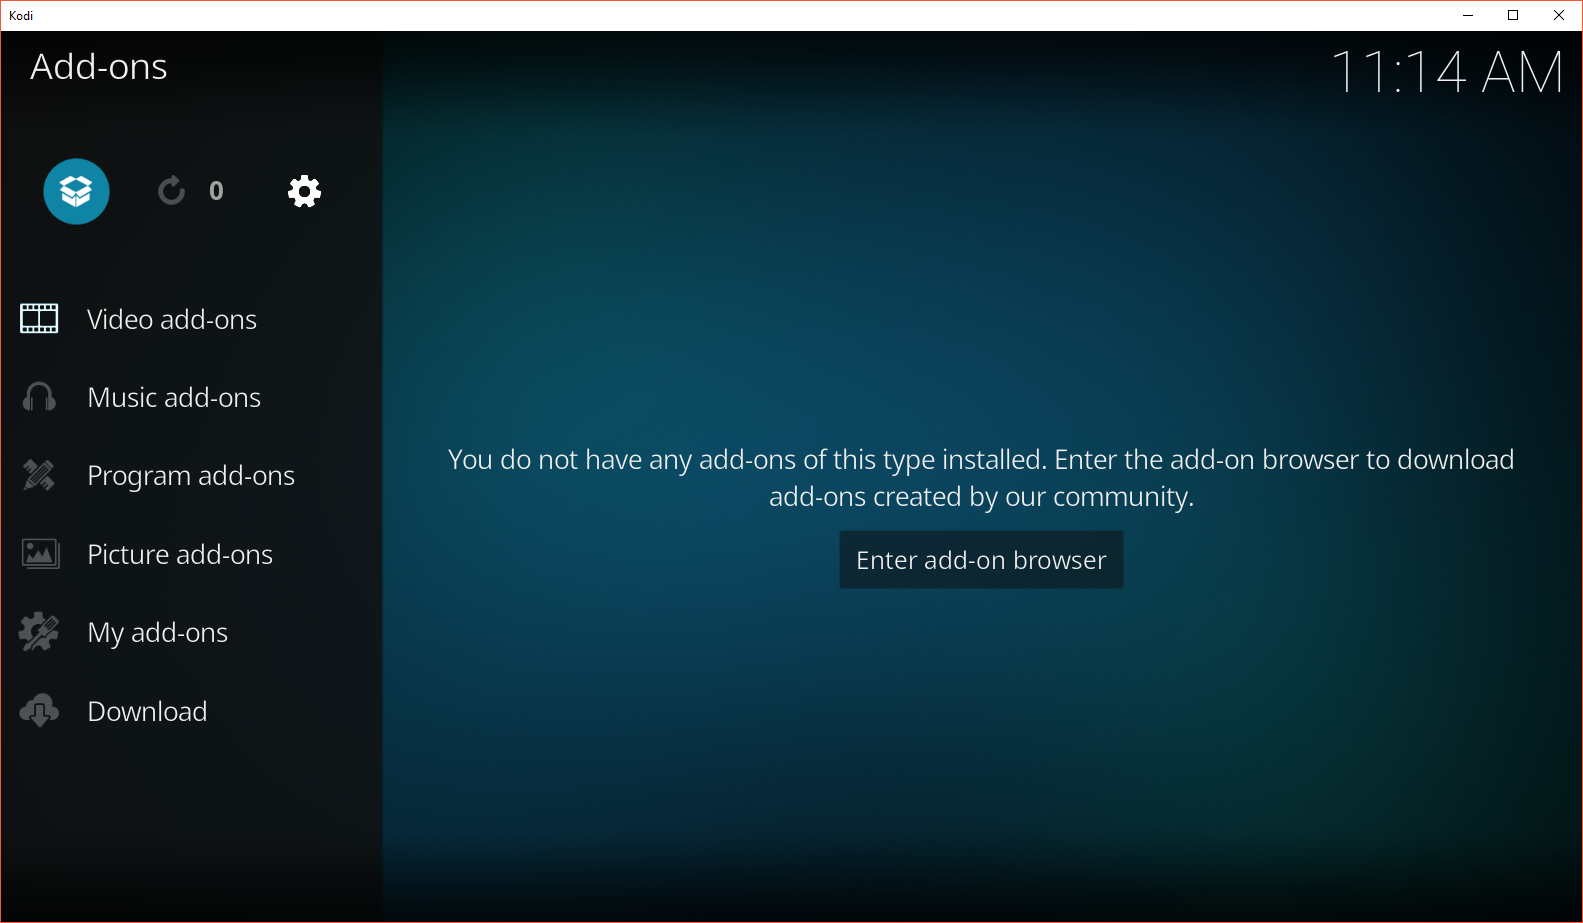 Kodi
Add-ons
11:14 AM
0
Video add-ons
Music add-ons
Program add-ons
Picture add-ons
My add-ons
Download
You do not have any add-ons of this type installed. Enter the add-on browser to download
add-ons created by our community.
Enter add-on browser